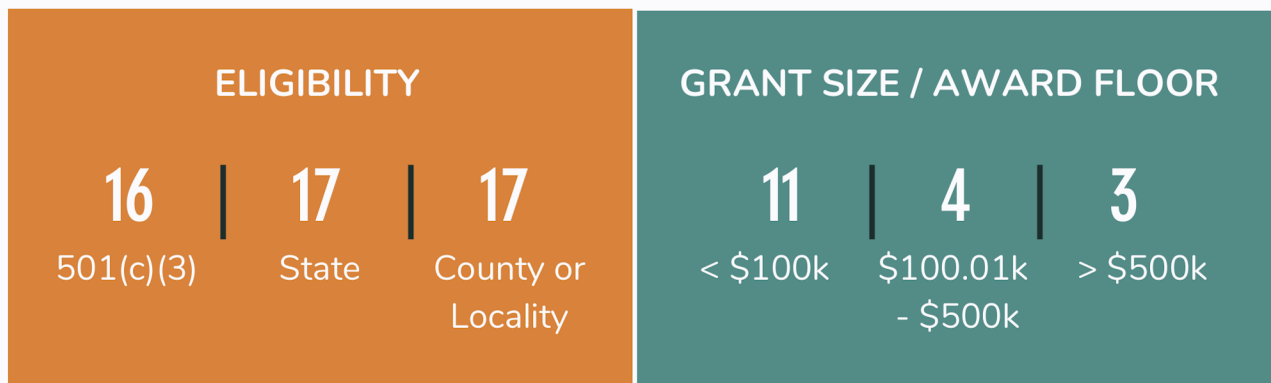 ELIGIBILITY
16
17
17
501(c)(3)
State
County or
Locality
GRANT SIZE / AWARD FLOOR
11
4
3
< $100k
$100.01k
- $500k
> $500k